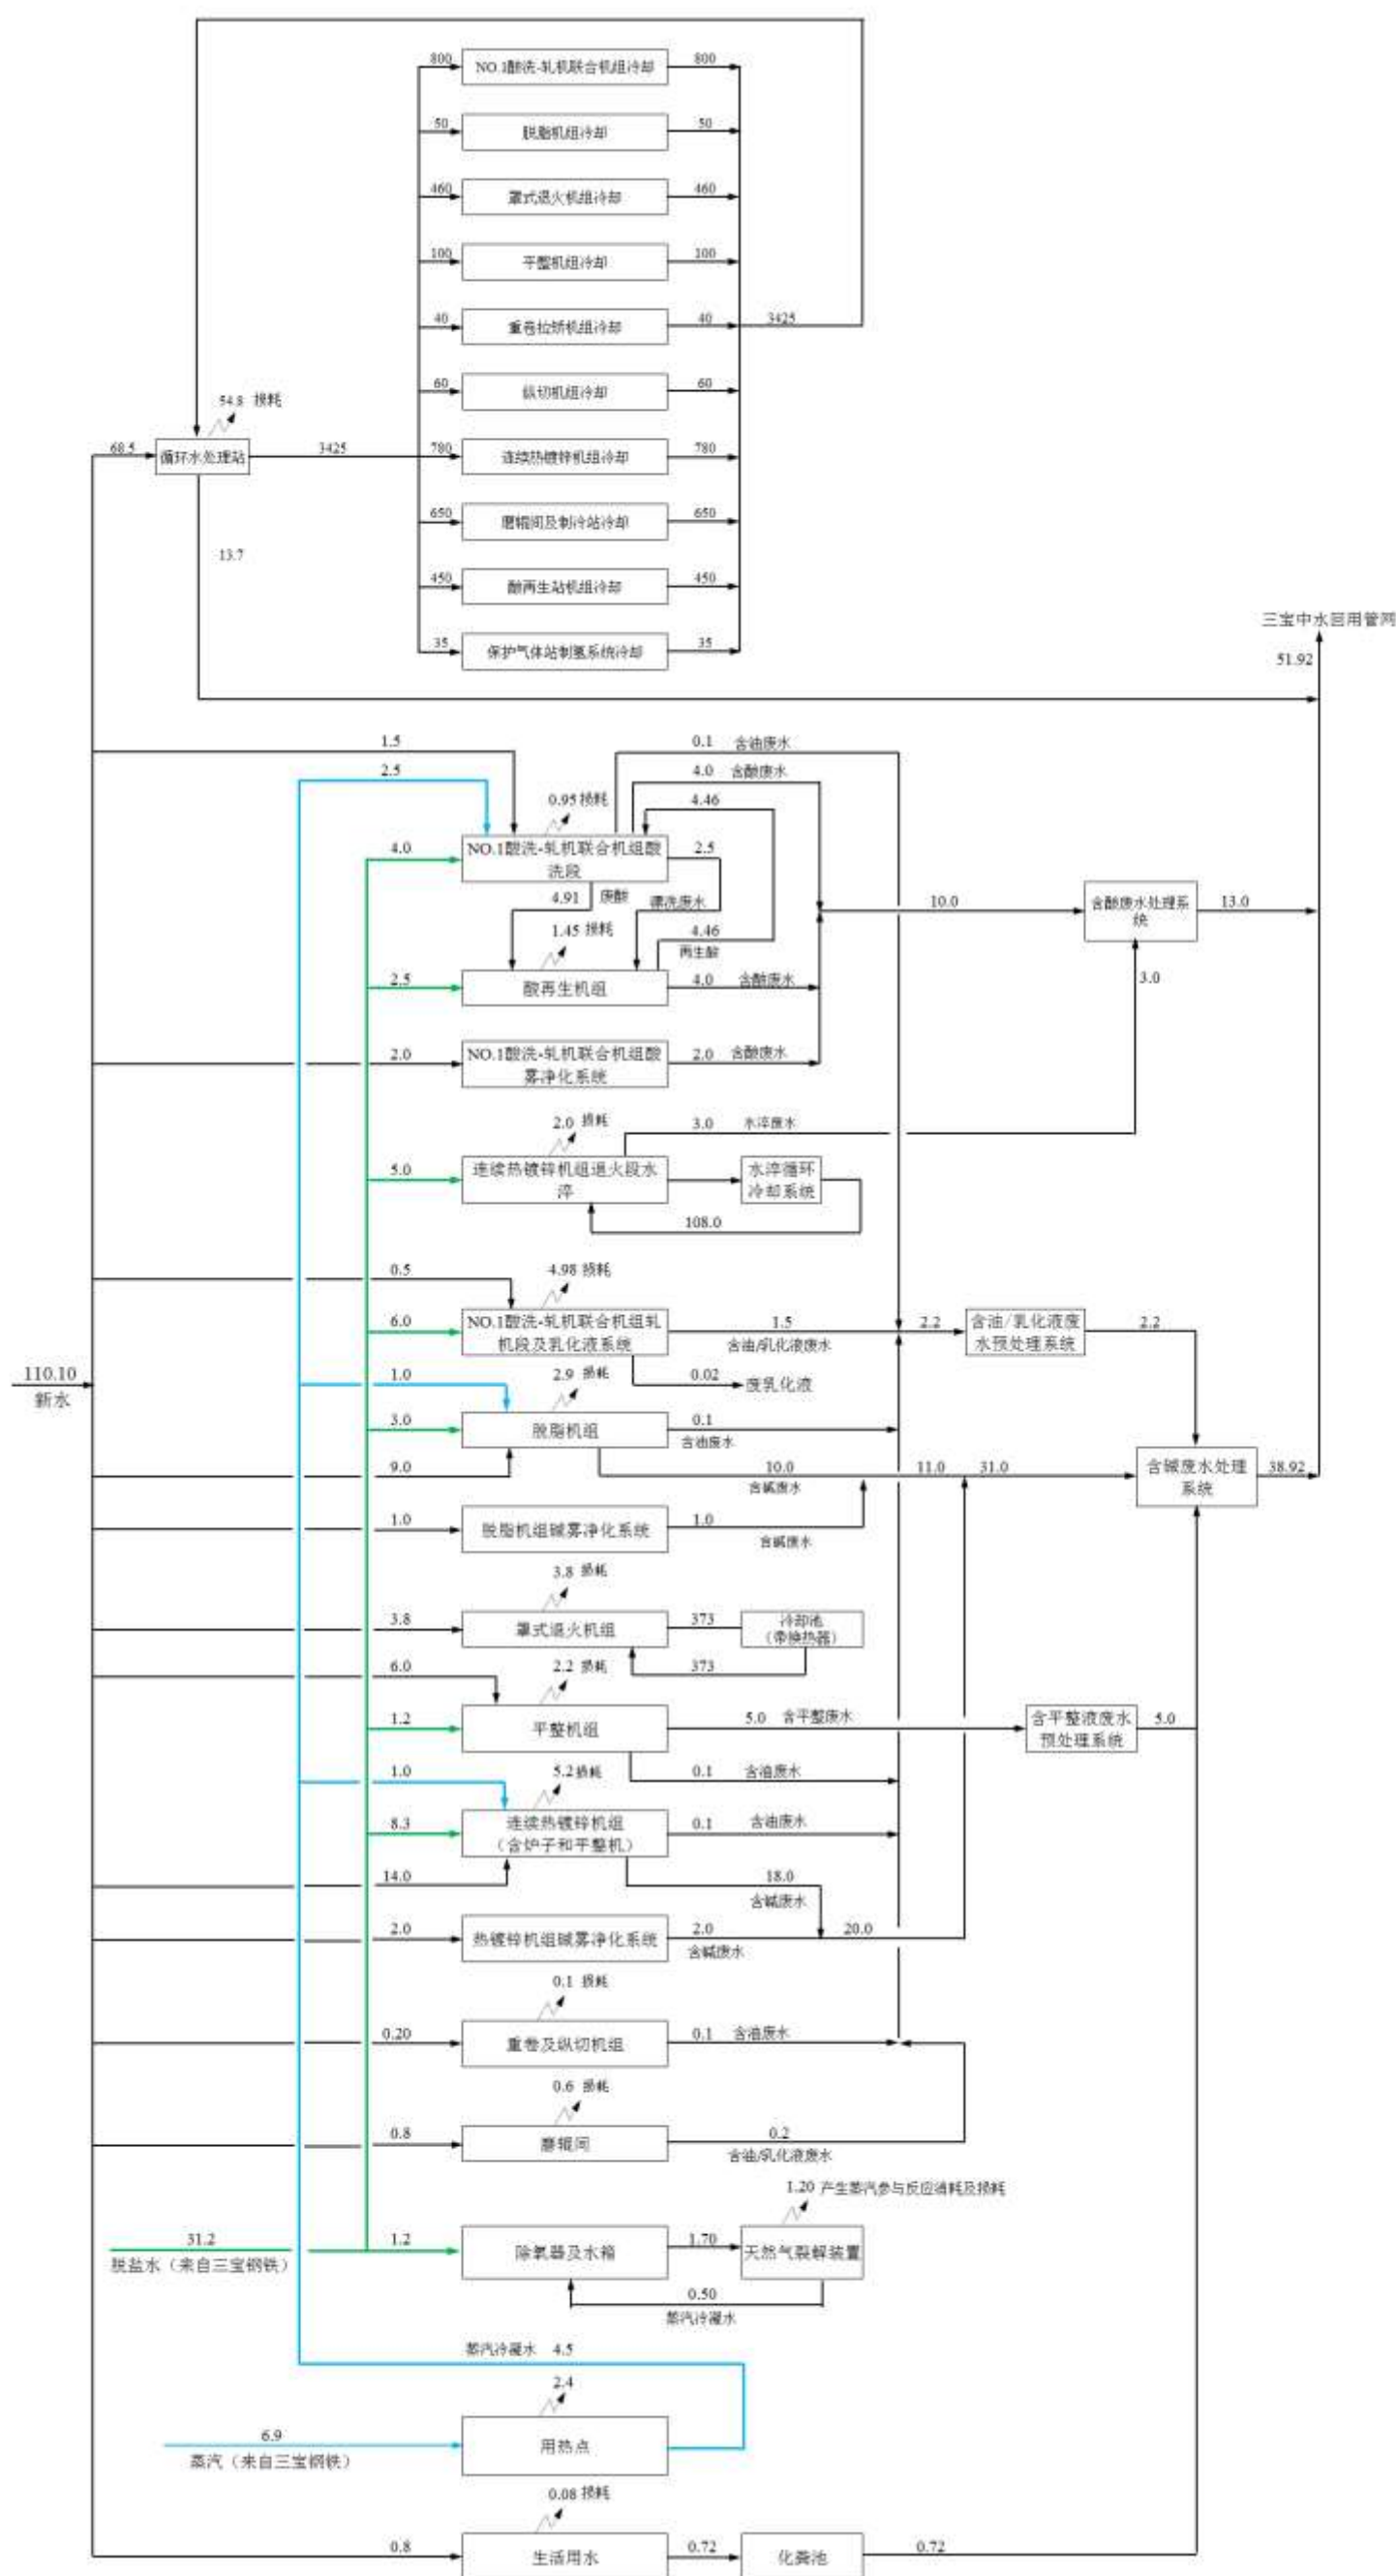 800
NO.1酸洗-轧机联合机组冷却
800
50
脱脂机组冷却
50
460
罩式退火机组冷却
460
100
平整机组冷却
100
40
重卷拉矫机组冷却
40
3425
60
纵切机组冷却
60
54.8 损耗
68.5
循环水处理站
3425
780
连续热镀锌机组冷却
780
650
磨辊间及制冷站冷却
650
13.7
450
酸再生站机组冷却
450
35
保护气体站制氢系统冷却
35
三宝中水回用管网
51.92
1.5
0.1 含油废水
2.5
4.0 含酸废水
0.95 损耗
4.46
4.0
NO.1酸洗-轧机联合机组酸
洗段
2.5
4.91
废酸
漂洗废水
10.0
含酸废水处理系
统
13.0
1.45 损耗
4.46
再生酸
2.5
酸再生机组
4.0 含酸废水
3.0
2.0
NO.1酸洗-轧机联合机组酸
雾净化系统
2.0 含酸废水
2.0 损耗
3.0 水淬废水
5.0
连续热镀锌机组退火段水
淬
水淬循环
冷却系统
108.0
0.5
4.98 损耗
6.0
NO.1酸洗-轧机联合机组轧
机段及乳化液系统
1.5
含油/乳化液废水
2.2
含油/乳化液废
水预处理系统
2.2
110.10
新水
1.0
2.9 损耗
0.02
废乳化液
3.0
脱脂机组
0.1
含油废水
9.0
10.0
含碱废水
11.0
31.0
含碱废水处理
系统
38.92
1.0
脱脂机组碱雾净化系统
1.0
含碱废水
3.8 损耗
3.8
罩式退火机组
373
冷却池
（带换热器）
373
6.0
2.2 损耗
1.2
平整机组
5.0 含平整废水
含平整液废水
预处理系统
5.0
1.0
5.2损耗
0.1 含油废水
8.3
连续热镀锌机组
（含炉子和平整机）
0.1 含油废水
14.0
18.0
含碱废水
2.0
热镀锌机组碱雾净化系统
2.0
含碱废水
20.0
0.1 损耗
0.20
重卷及纵切机组
0.1 含油废水
0.6 损耗
0.8
磨辊间
0.2
含油/乳化液废水
1.20 产生蒸汽参与反应消耗及损耗
31.2
脱盐水（来自三宝钢铁）
1.2
除氧器及水箱
1.70
天然气裂解装置
0.50
蒸汽冷凝水
蒸汽冷凝水 4.5
2.4
6.9
蒸汽（来自三宝钢铁）
用热点
0.08 损耗
0.8
生活用水
0.72
化粪池
0.72